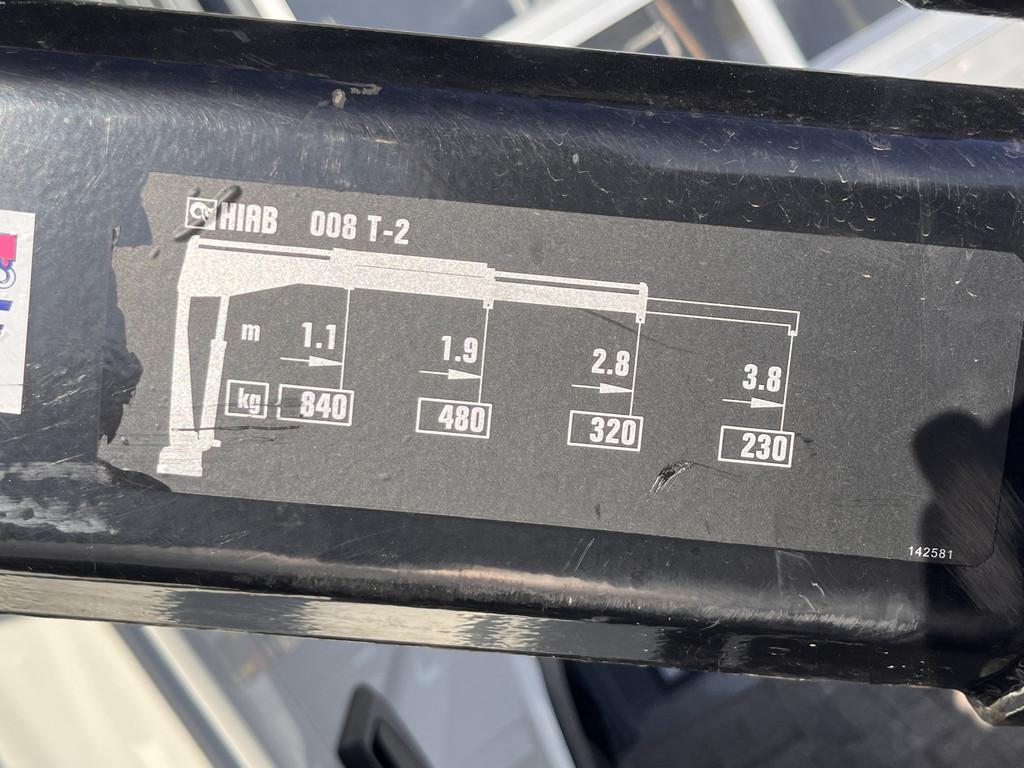 HIAB 008 T-2
m 1.1 1.9 2.8 3.8
kg 840 480 320 230
142581